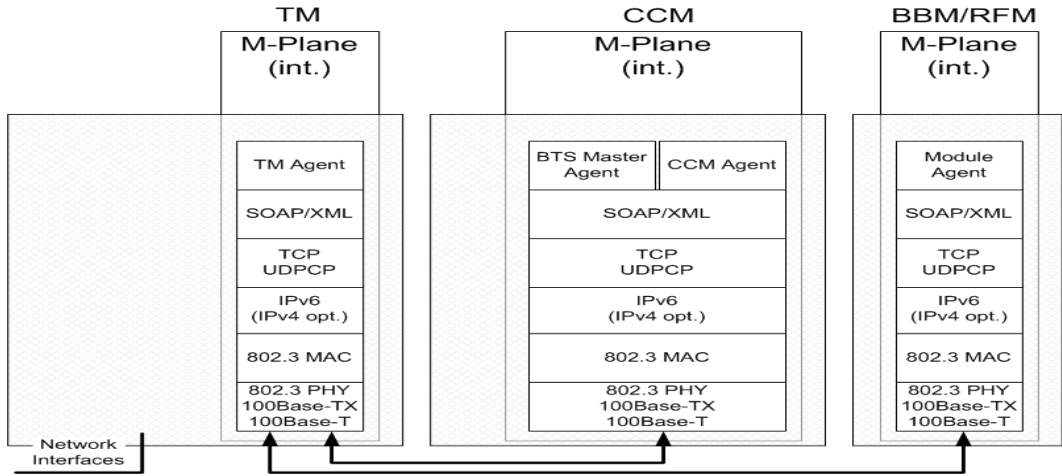 TM
M-Plane
(int.)
TM Agent
SOAP/XML
TCP
UDPCP
IPv6
(IPv4 opt.)
802.3 MAC
802.3 PHY
100Base-TX
100Base-T
Network
Interfaces
CCM
M-Plane
(int.)
BTS Master
Agent
CCM Agent
SOAP/XML
TCP
UDPCP
IPv6
(IPv4 opt.)
802.3 MAC
802.3 PHY
100Base-TX
100Base-T
BBM/RFM
M-Plane
(int.)
Module
Agent
SOAP/XML
TCP
UDPCP
IPv6
(IPv4 opt.)
802.3 MAC
802.3 PHY
100Base-TX
100Base-T